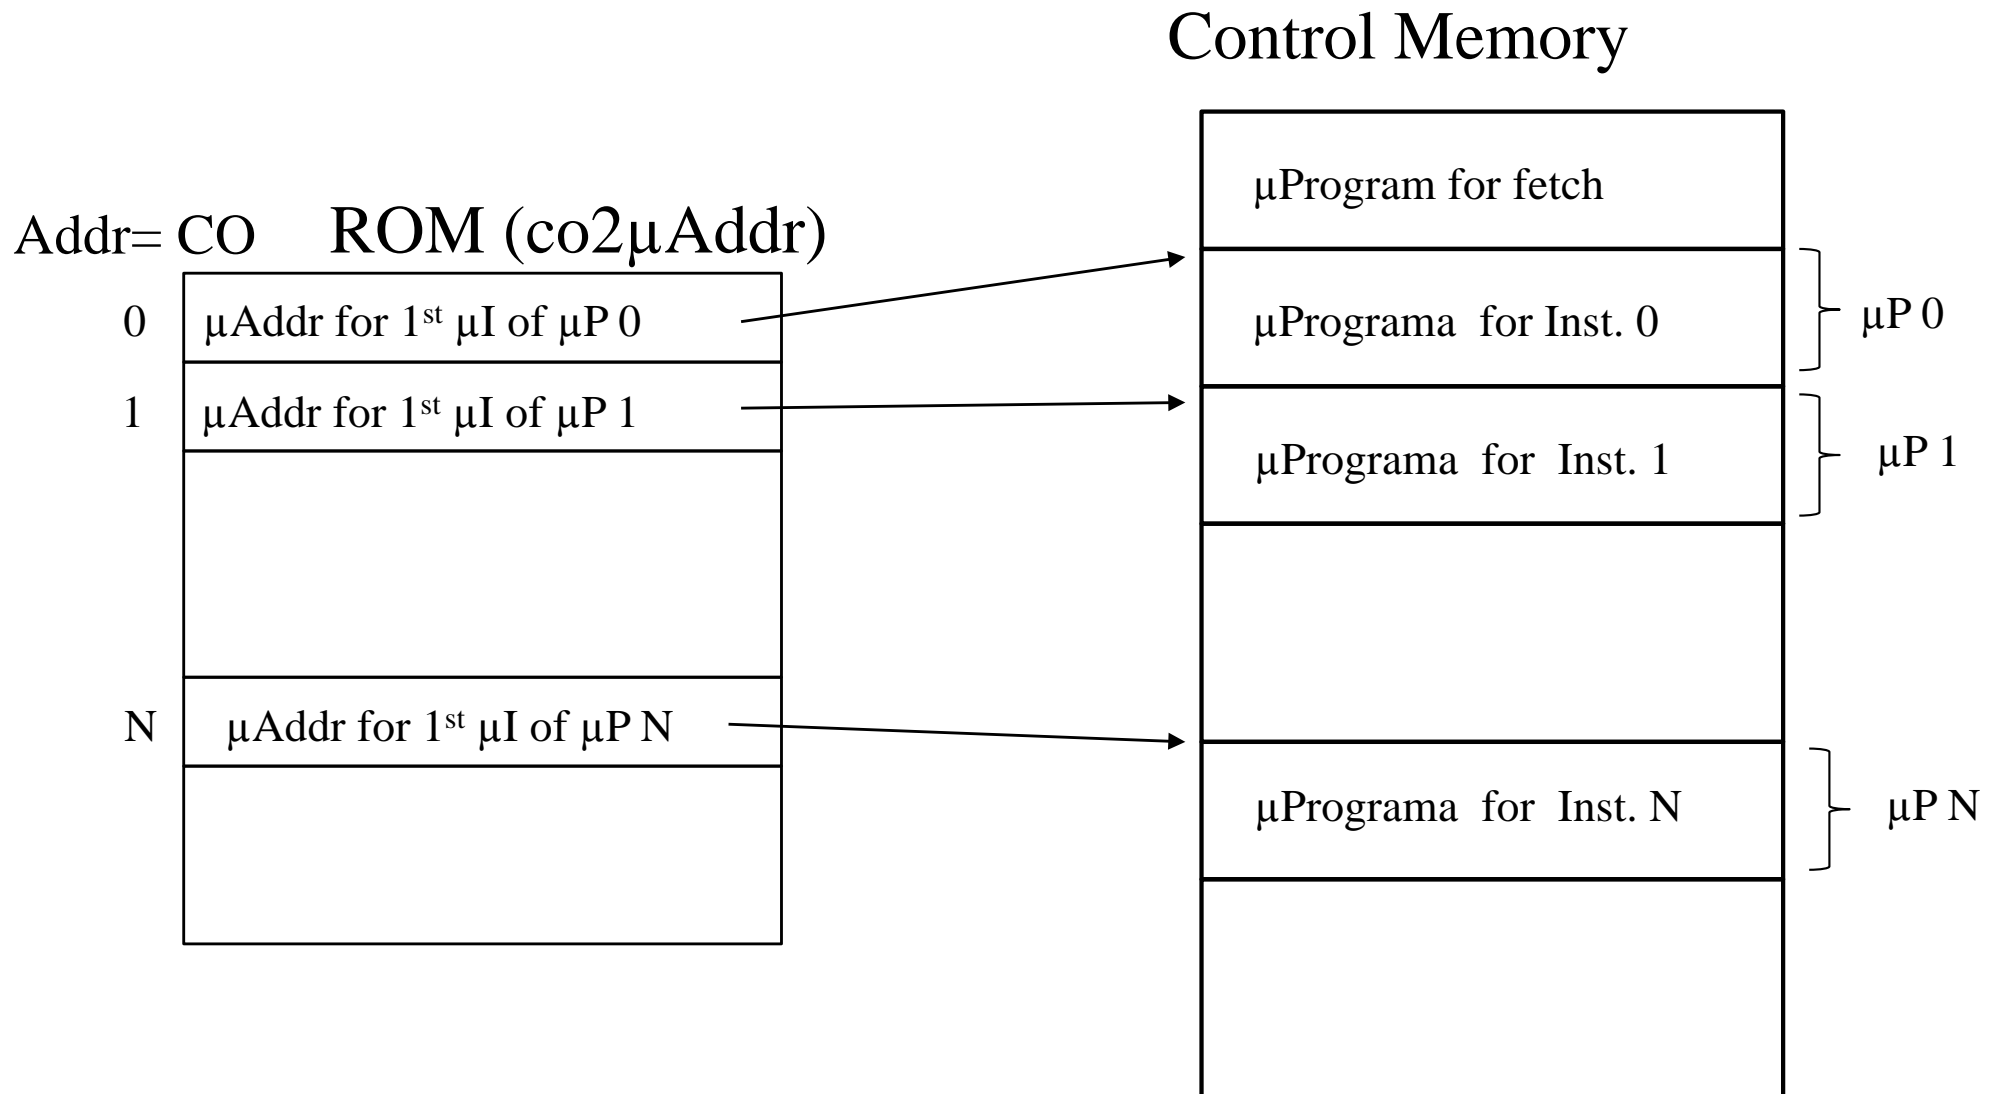 Control Memory
µProgram for fetch
Addr= CO ROM (co2µAddr)
0 µAddr for 1st µI of µP 0
µPrograma for Inst. 0
µP 0
1 µAddr for 1st µI of µP 1
µPrograma for Inst. 1
µP 1
N µAddr for 1st µI of µP N
µPrograma for Inst. N
µP N